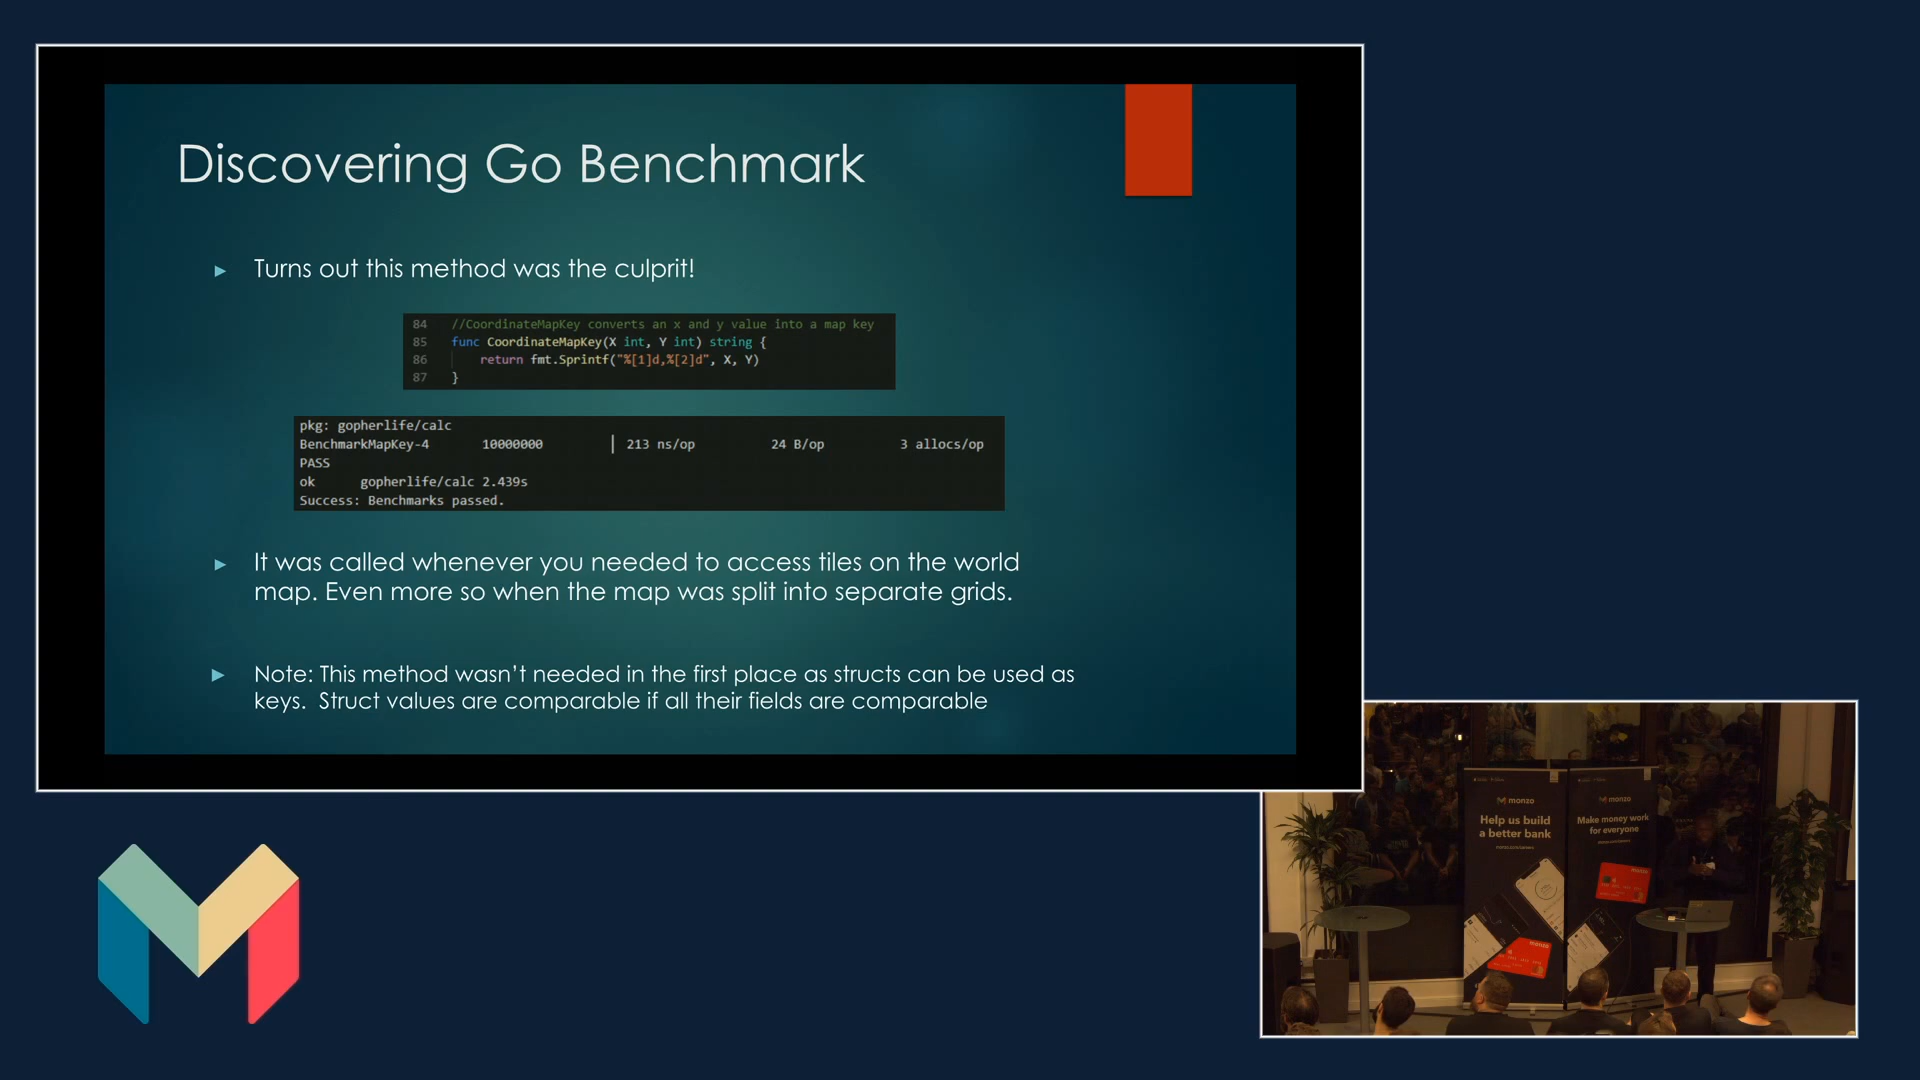 Discovering Go Benchmark
Turns out this method was the culprit!
84 //CoordinateMapKey converts an x and y value into a map key
85 func CoordinateMapKey(X int, Y int) string {
86 return fmt.Sprintf("%[1]d,%[2]d", X, Y)
87 }
pkg: gopherlife/calc
BenchmarkMapKey-4 10000000 213 ns/op 24 B/op 3 allocs/op
PASS
ok gopherlife/calc 2.439s
Success: Benchmarks passed.
It was called whenever you needed to access tiles on the world
map. Even more so when the map was split into separate grids.
Note: This method wasn't needed in the first place as structs can be used as
keys. Struct values are comparable if all their fields are comparable
monzo
Help us build
a better bank
monzo
Make money work
for everyone
monzo
monzo